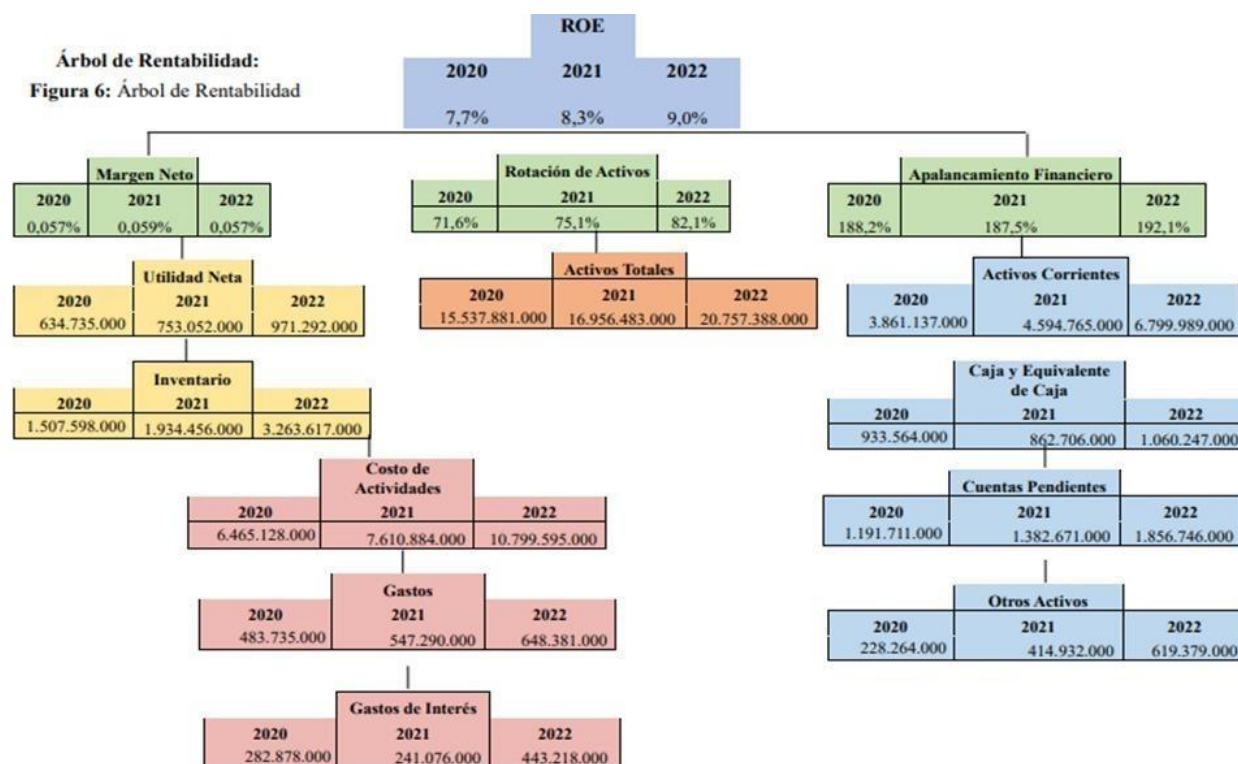 Árbol de Rentabilidad:
Figura 6: Árbol de Rentabilidad
ROE
2020 2021 2022
7,7% 8,3% 9,0%
Margen Neto
2020 2021 2022
0,057% 0,059% 0,057%
Rotación de Activos
2020 2021 2022
71,6% 75,1% 82,1%
Apalancamiento Financiero
2020 2021 2022
188,2% 187,5% 192,1%
Utilidad Neta
2020 2021 2022
634.735.000 753.052.000 971.292.000
Activos Totales
2020 2021 2022
15.537.881.000 16.956.483.000 20.757.388.000
Activos Corrientes
2020 2021 2022
3.861.137.000 4.594.765.000 6.799.989.000
Inventario
2020 2021 2022
1.507.598.000 1.934.456.000 3.263.617.000
Caja y Equivalente
de Caja
2020 2021 2022
933.564.000 862.706.000 1.060.247.000
Costo de
Actividades
2020 2021 2022
6.465.128.000 7.610.884.000 10.799.595.000
Cuentas Pendientes
2020 2021 2022
1.191.711.000 1.382.671.000 1.856.746.000
Gastos
2020 2021 2022
483.735.000 547.290.000 648.381.000
Otros Activos
2020 2021 2022
228.264.000 414.932.000 619.379.000
Gastos de Interés
2020 2021 2022
282.878.000 241.076.000 443.218.000